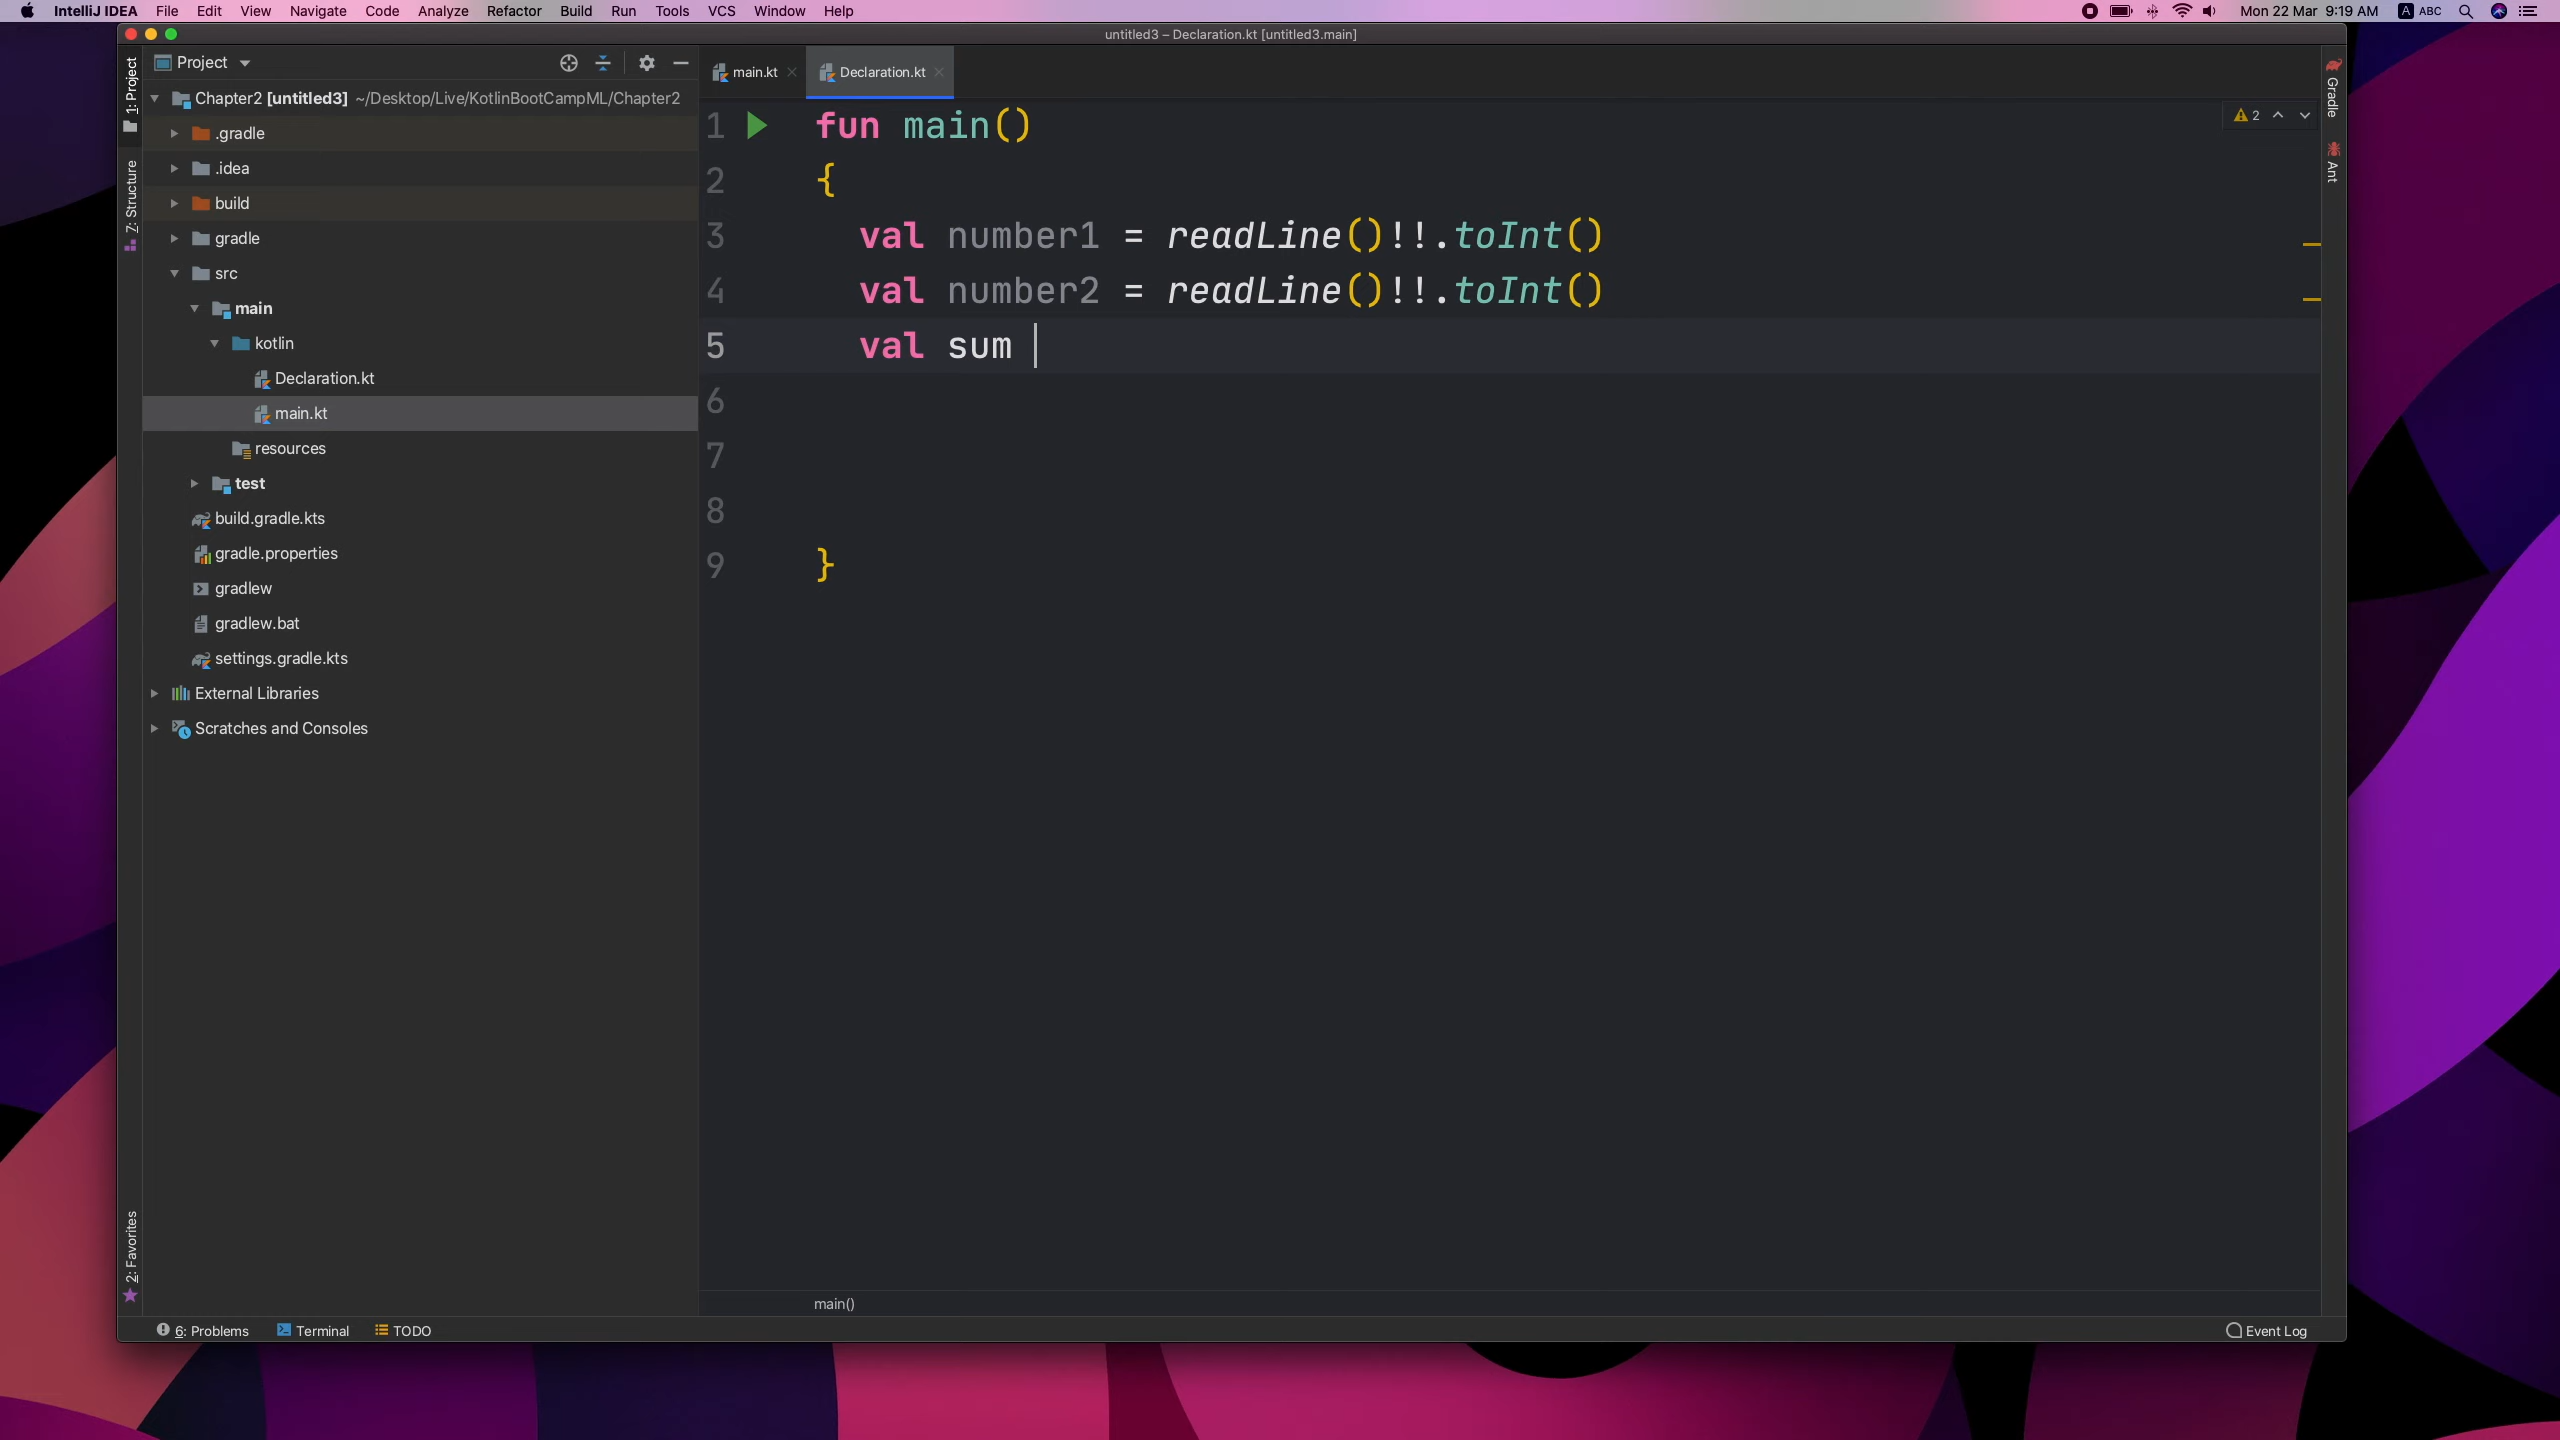 IntelliJ IDEA File Edit View Navigate Code Analyze Refactor Build Run Tools VCS Window Help
Mon 22 Mar 9:19 AM A ABC
untitled3 – Declaration.kt [untitled3.main]
1: Project
7: Structure
2: Favorites
Project
Chapter2 [untitled3] ~/Desktop/Live/KotlinBootCampML/Chapter2
.gradle
.idea
build
gradle
src
main
kotlin
Declaration.kt
main.kt
resources
test
build.gradle.kts
gradle.properties
gradlew
gradlew.bat
settings.gradle.kts
External Libraries
Scratches and Consoles
main.kt Declaration.kt
1 fun main()
2 {
3 val number1 = readLine()!!.toInt()
4 val number2 = readLine()!!.toInt()
5 val sum
6
7
8
9 }
2
Gradle
Ant
main()
6: Problems Terminal TODO
Event Log